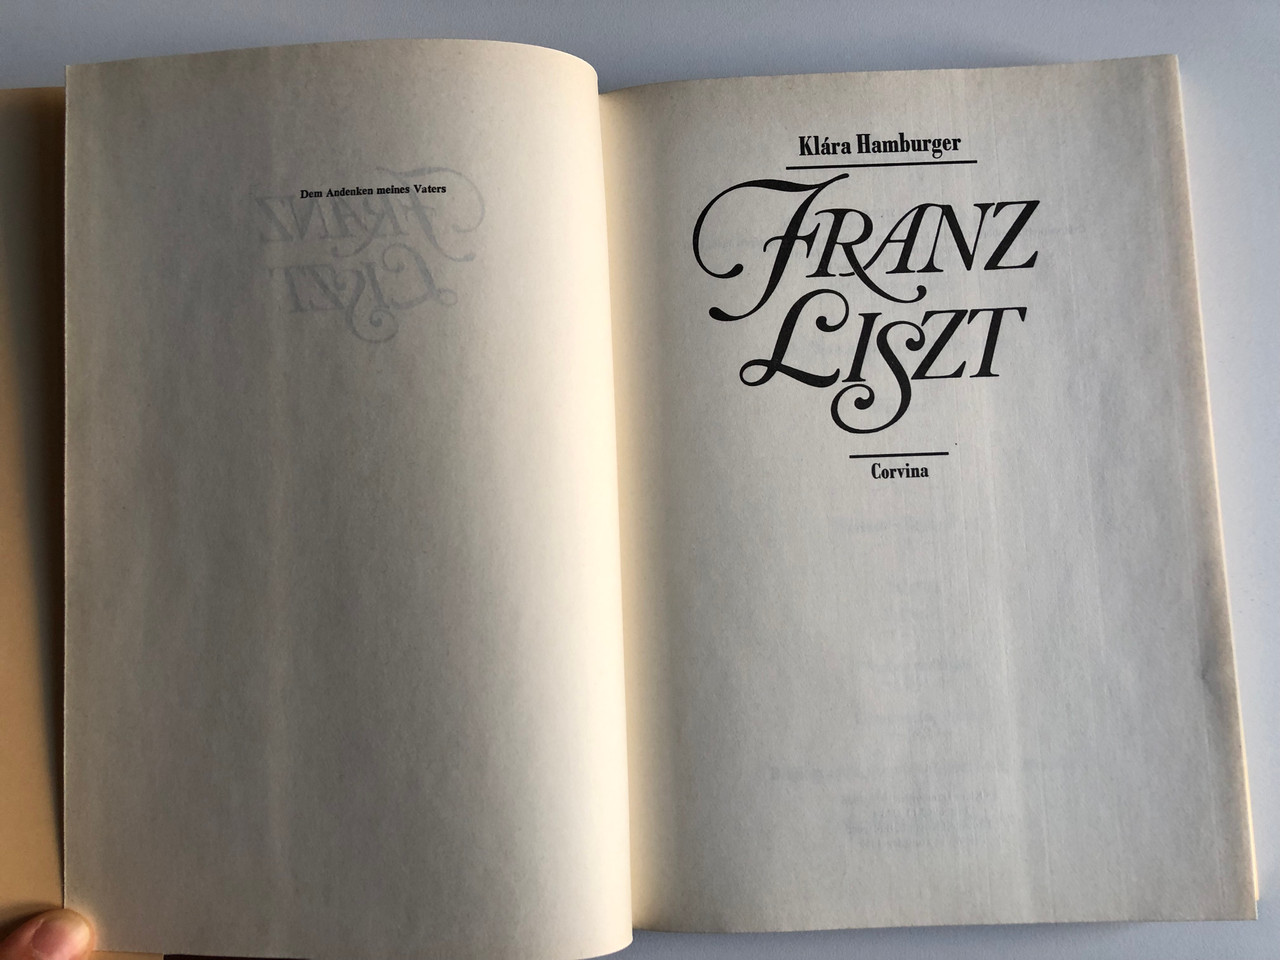 Dem Andenken meines Vaters
Klára Hamburger
FRANZ
LISZT
Corvina